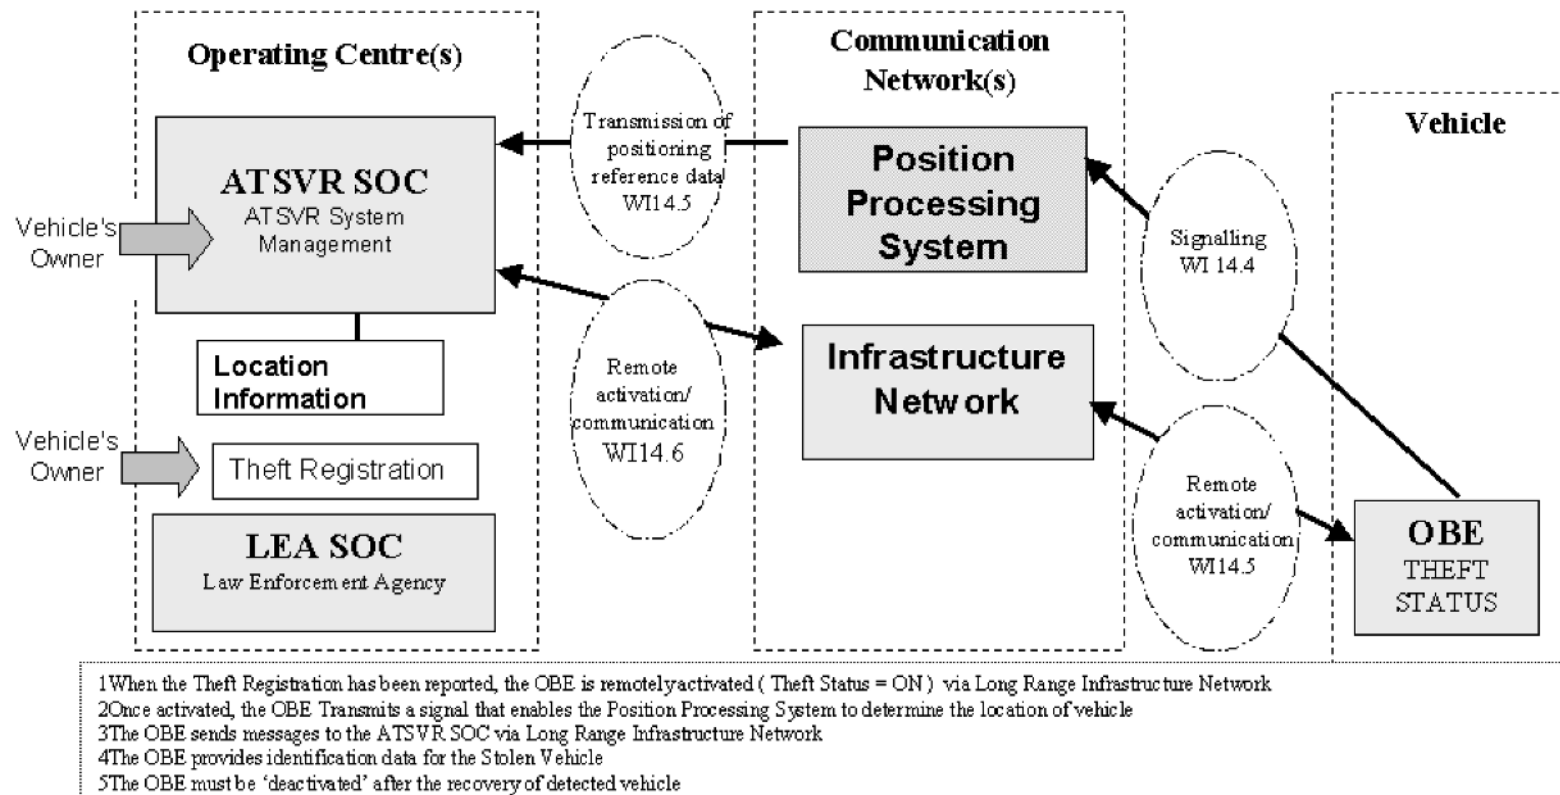 Operating Centre(s)
Communication
Network(s)
Vehicle
ATSVR SOC
ATSVR System
Management
Vehicle's
Owner
Location
Information
Vehicle's
Owner
Theft Registration
LEA SOC
Law Enforcement Agency
Transmission of
positioning
reference data
WI14.5
Remote
activation/
communication
WI14.6
Position
Processing
System
Infrastructure
Network
Signalling
WI 14.4
Remote
activation/
communication
WI14.5
OBE
THEFT
STATUS
1When the Theft Registration has been reported, the OBE is remotelyactivated ( Theft Status = ON ) via Long Range Infrastructure Network
2Once activated, the OBE Transmits a signal that enables the Position Processing System to determine the location of vehicle
3The OBE sends messages to the ATSVR SOC via Long Range Infrastructure Network
4The OBE provides identification data for the Stolen Vehicle
5The OBE must be ‘deactivated’ after the recovery of detected vehicle